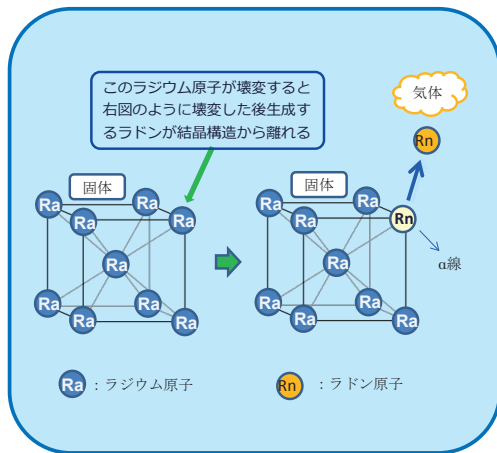 このラジウム原子が壊変すると
右図のように壊変した後生成す
るラドンが結晶構造から離れる
気体
Rn
固体
固体
Ra Ra
Ra Ra
Ra
Ra Ra
Ra Ra
Ra Ra
Ra Rn
Ra
Ra Ra
Ra Ra
α線
Ra : ラジウム原子
Rn : ラドン原子